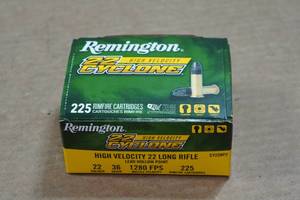 Remington
HIGH VELOCITY
22
CYCLONE
225 RIMFIRE CARTRIDGES
Remington
22
CYCLONE
HIGH VELOCITY 22 LONG RIFLE
LEAD HOLLOW POINT
22 36 1280 FPS 225